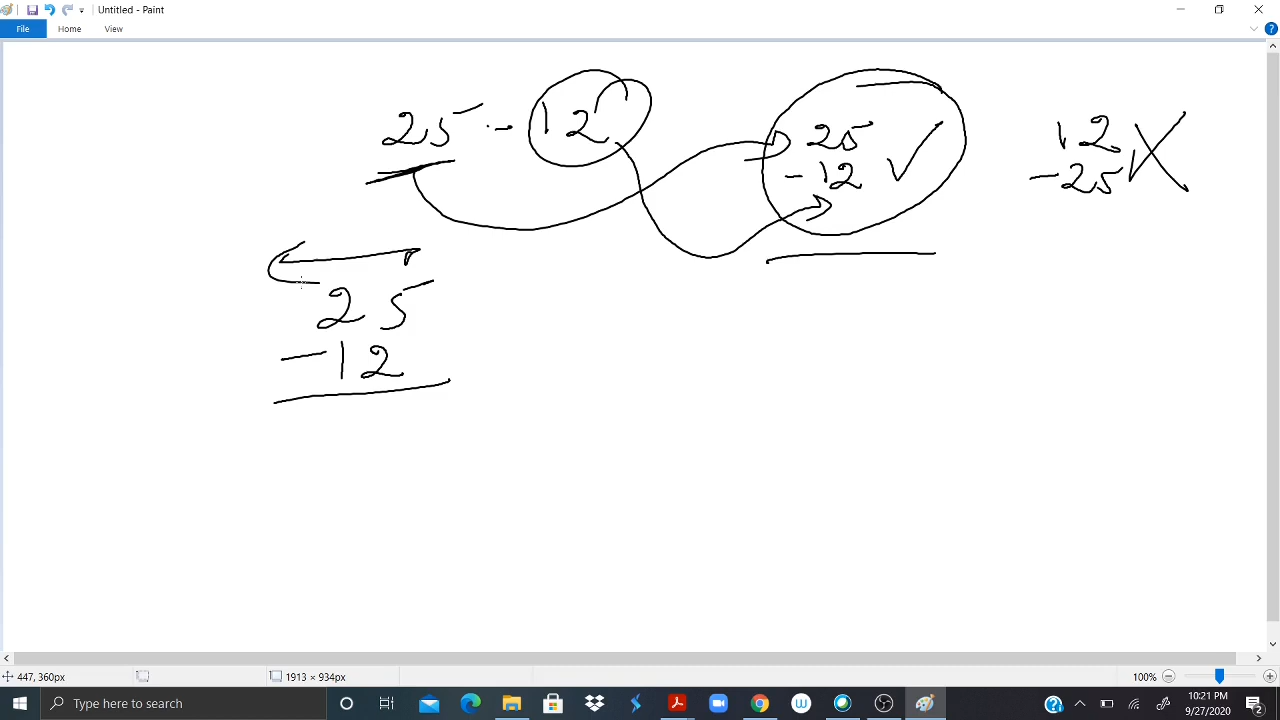 Untitled - Paint
File Home View
25 - 12
25
- 12
12
- 25
25
- 12
447, 360px
1913 × 934px
100%
Type here to search
10:21 PM
9/27/2020
2